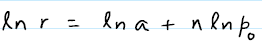 ln r = ln a + n ln p₀